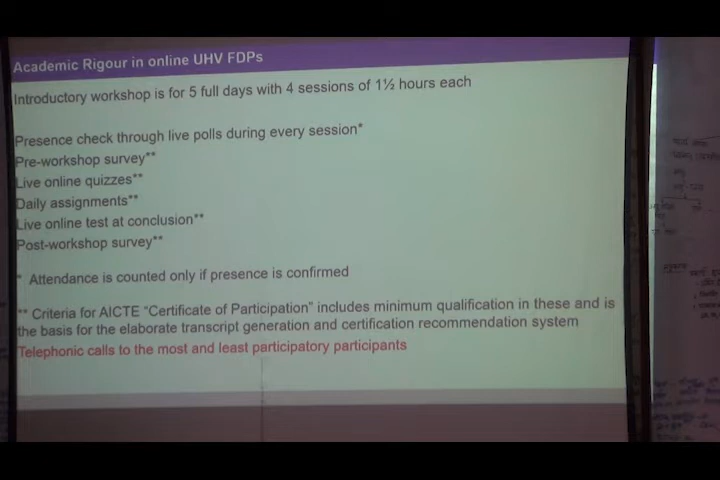 Academic Rigour in online UHV FDPs
Introductory workshop is for 5 full days with 4 sessions of 1½ hours each
Presence check through live polls during every session*
Pre-workshop survey**
Live online quizzes**
Daily assignments**
Live online test at conclusion**
Post-workshop survey**
* Attendance is counted only if presence is confirmed
** Criteria for AICTE “Certificate of Participation” includes minimum qualification in these and is
the basis for the elaborate transcript generation and certification recommendation system
Telephonic calls to the most and least participatory participants